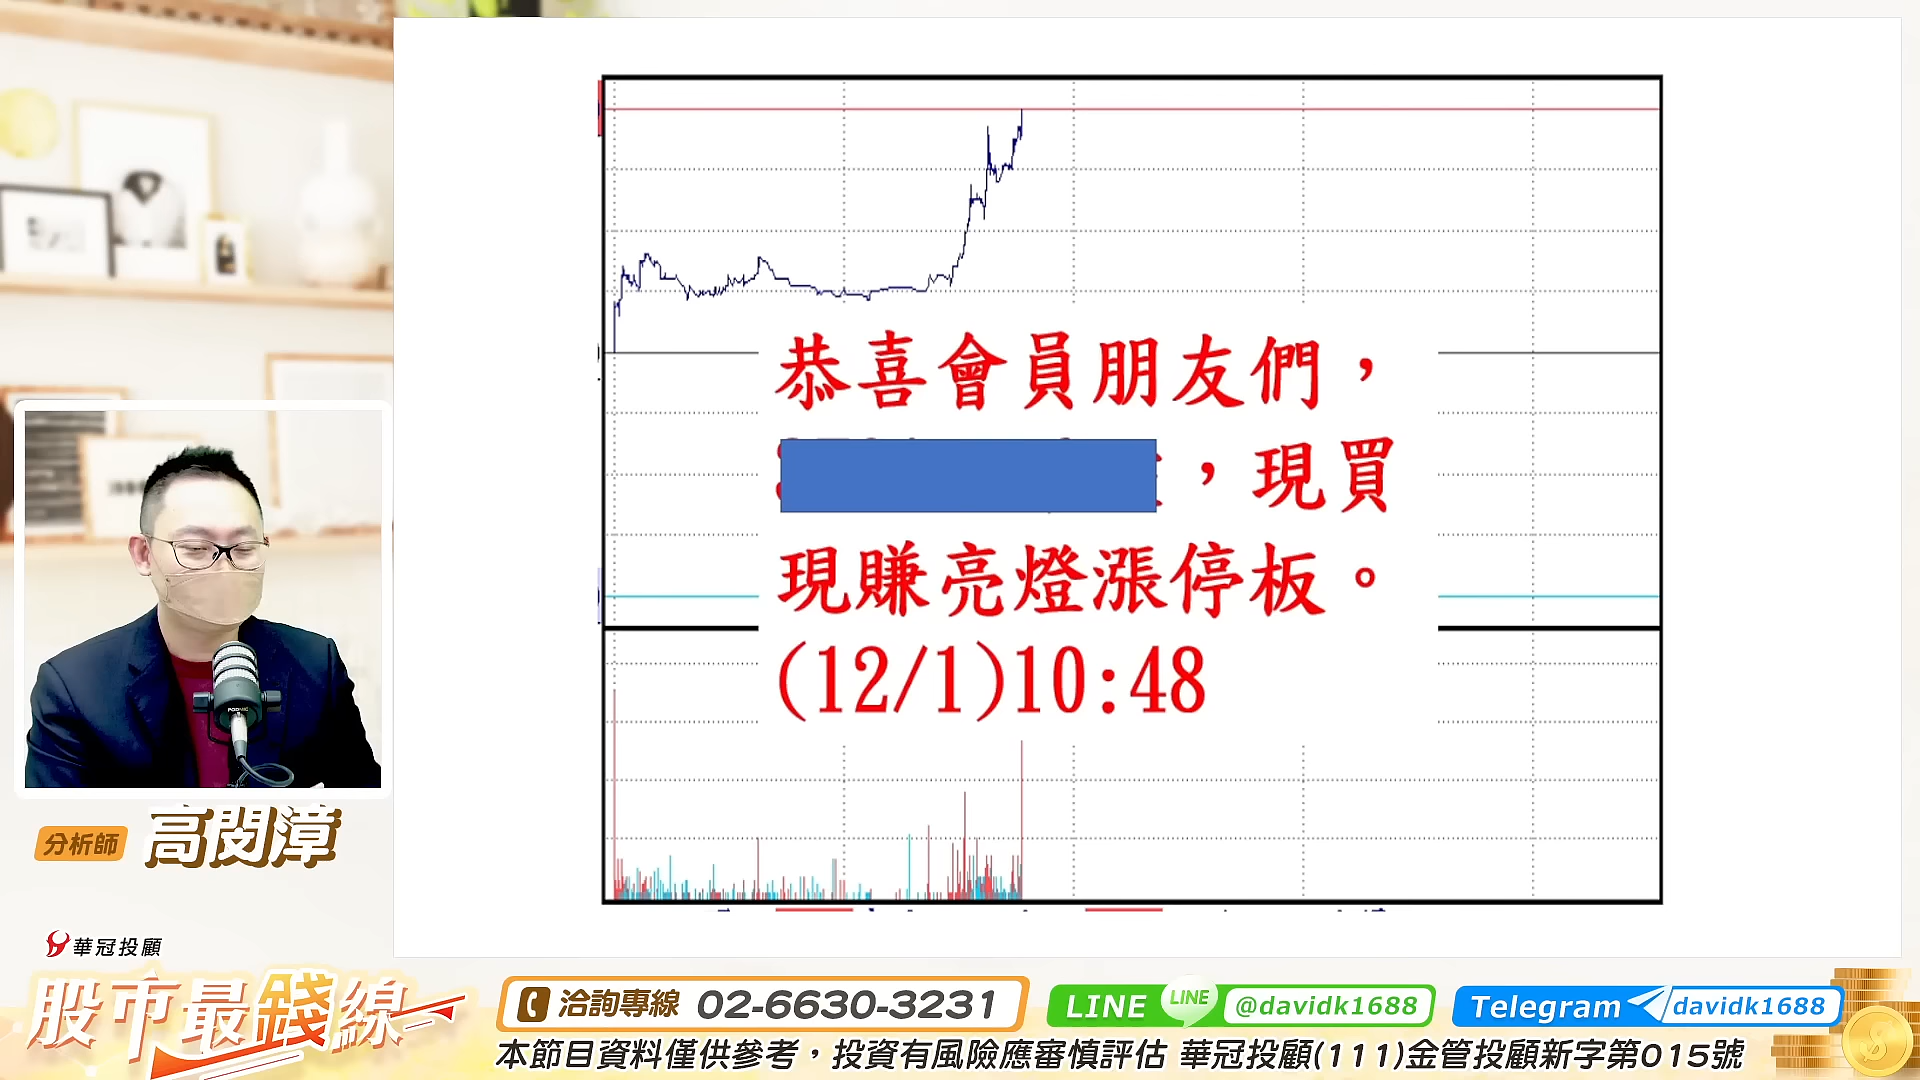 恭喜會員朋友們，
，現買
現賺亮燈漲停板。
(12/1)10:48
分析師
高閔漳
華冠投顧
股市最錢線
洽詢專線 02-6630-3231
LINE LINE @davidk1688
Telegram davidk1688
本節目資料僅供參考，投資有風險應審慎評估 華冠投顧(111)金管投顧新字第015號